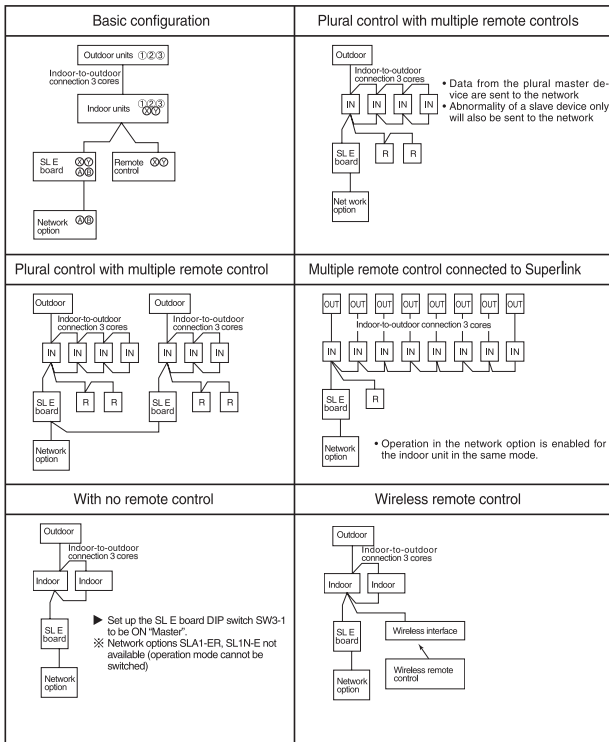 Basic configuration
Outdoor units ①②③
Indoor-to-outdoor
connection 3 cores
Indoor units ①②③
ⓍⓎ
SL E
board
ⓍⓎ
ⒶⒷ
Remote
control
ⓍⓎ
Network
option
ⒶⒷ
Plural control with multiple remote controls
Outdoor
Indoor-to-outdoor
connection 3 cores
IN IN IN IN
SL E
board
R R
Net work
option
• Data from the plural master de-
vice are sent to the network
• Abnormality of a slave device only
will also be sent to the network
Plural control with multiple remote control
Outdoor
Indoor-to-outdoor
connection 3 cores
IN IN IN IN
SL E
board
R R
Network
option
Outdoor
Indoor-to-outdoor
connection 3 cores
IN IN IN IN
SL E
board
R R
Multiple remote control connected to Superlink
OUT OUT OUT OUT OUT OUT OUT OUT
Indoor-to-outdoor connection 3 cores
IN IN IN IN IN IN IN IN
SL E
board
R
Network
option
• Operation in the network option is enabled for
the indoor unit in the same mode.
With no remote control
Outdoor
Indoor-to-outdoor
connection 3 cores
Indoor Indoor
SL E
board
Network
option
▶ Set up the SL E board DIP switch SW3-1
to be ON "Master".
※ Network options SLA1-ER, SL1N-E not
available (operation mode cannot be
switched)
Wireless remote control
Outdoor
Indoor-to-outdoor
connection 3 cores
Indoor Indoor
SL E
board
Wireless interface
Network
option
Wireless remote
control